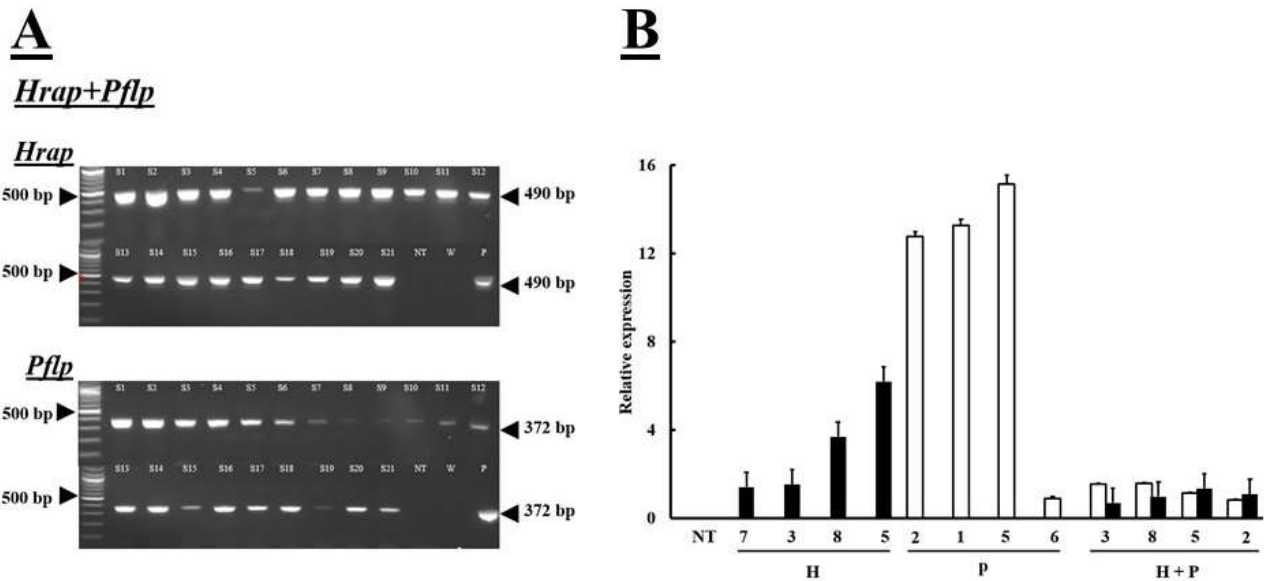 A
Hrap+Pflp
Hrap
S1 S2 S3 S4 S5 S6 S7 S8 S9 S10 S11 S12
500 bp 490 bp
S13 S14 S15 S16 S17 S18 S19 S20 S21 NT W P
500 bp 490 bp
Pflp
S1 S2 S3 S4 S5 S6 S7 S8 S9 S10 S11 S12
500 bp 372 bp
S13 S14 S15 S16 S17 S18 S19 S20 S21 NT W P
500 bp 372 bp
B
Relative expression
16
12
8
4
0
NT 7 3 8 5 2 1 5 6 3 8 5 2
H P H + P